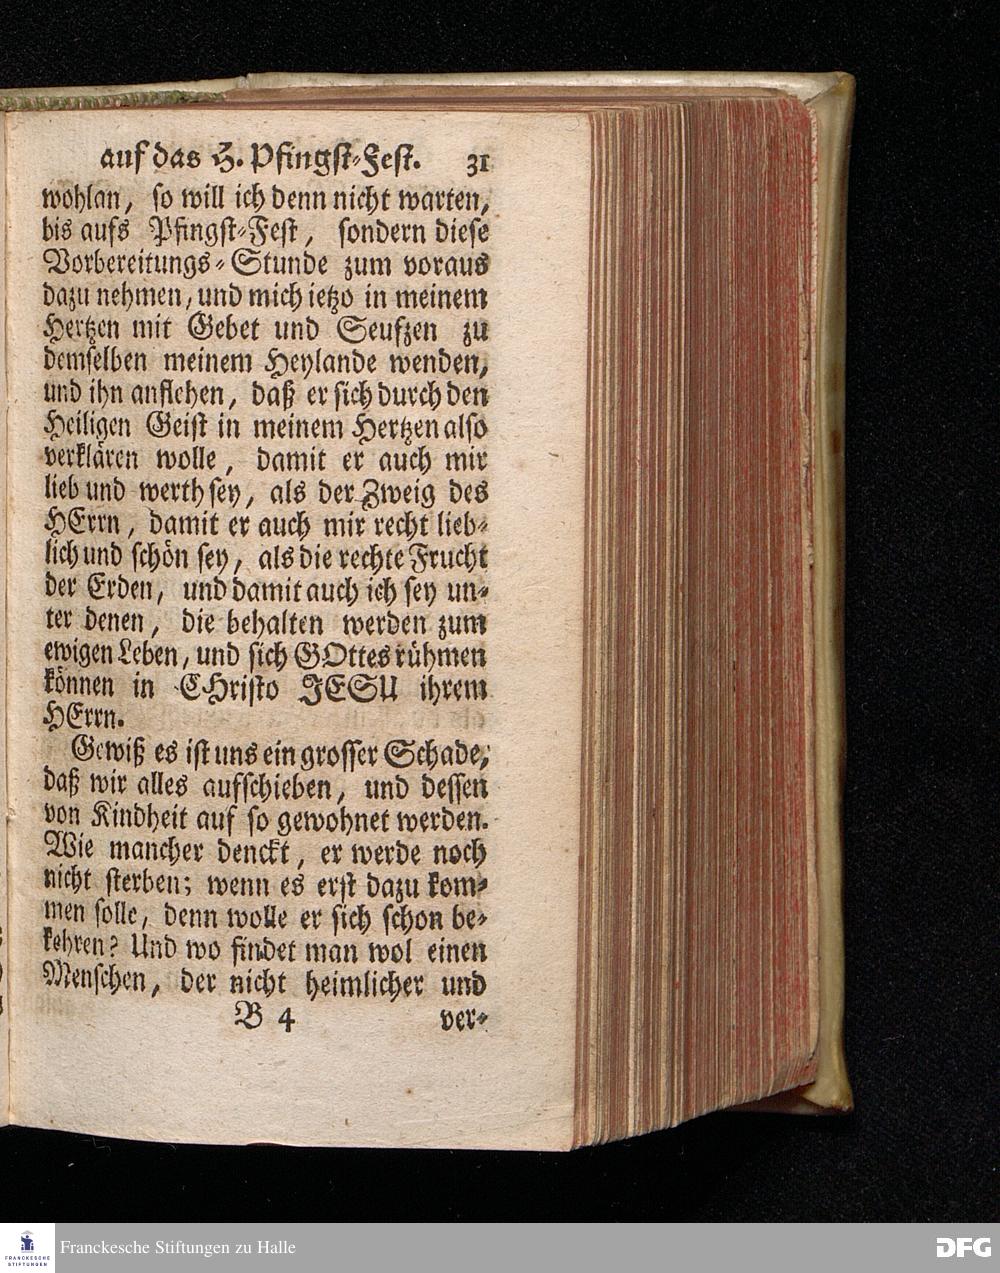 auf das H. Pfingst-Fest. 31
wohlan, so will ich denn nicht warten,
bis aufs Pfingst-Fest, sondern diese
Vorbereitungs-Stunde zum voraus
dazu nehmen, und mich ietzo in meinem
Hertzen mit Gebet und Seufzen zu
demselben meinem Heylande wenden,
und ihn anflehen, daß er sich durch den
Heiligen Geist in meinem Hertzen also
verklären wolle, damit er auch mir
lieb und werth sey, als der Zweig des
HErrn, damit er auch mir recht lieb-
lich und schön sey, als die rechte Frucht
der Erden, und damit auch ich sey un-
ter denen, die behalten werden zum
ewigen Leben, und sich GOttes rühmen
können in CHristo JESU ihrem
HErrn.
Gewiß es ist uns ein grosser Schade,
daß wir alles aufschieben, und dessen
von Kindheit auf so gewohnet werden.
Wie mancher denckt, er werde noch
nicht sterben; wenn es erst dazu kom-
men solle, denn wolle er sich schon be-
kehren? Und wo findet man wol einen
Menschen, der nicht heimlicher und
B 4 ver-
FRANCKESCHE
STIFTUNGEN
Franckesche Stiftungen zu Halle
DFG